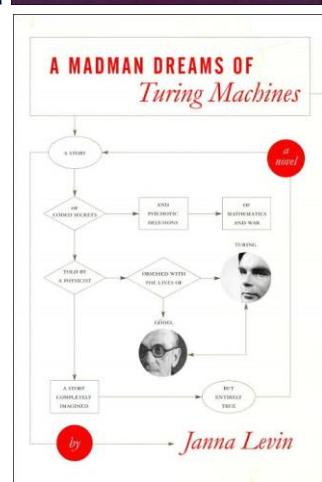 A MADMAN DREAMS OF
Turing Machines
A STORY
a
novel
OF
CODED SECRETS
AND
PSYCHOTIC
DELUSIONS
OF
MATHEMATICS
AND WAR
TOLD BY
A PHYSICIST
OBSESSED WITH
THE LIVES OF
TURING
GÖDEL
A STORY
COMPLETELY
IMAGINED
BUT
ENTIRELY
TRUE
by
Janna Levin